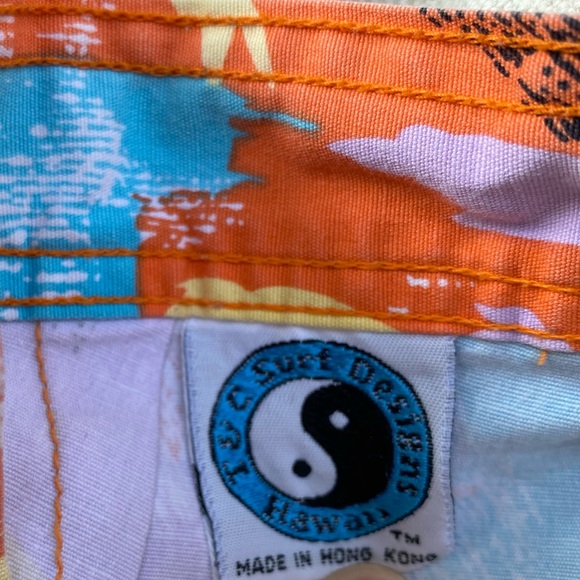 T & C Surf Designs
Hawaii
TM
MADE IN HONG KONG